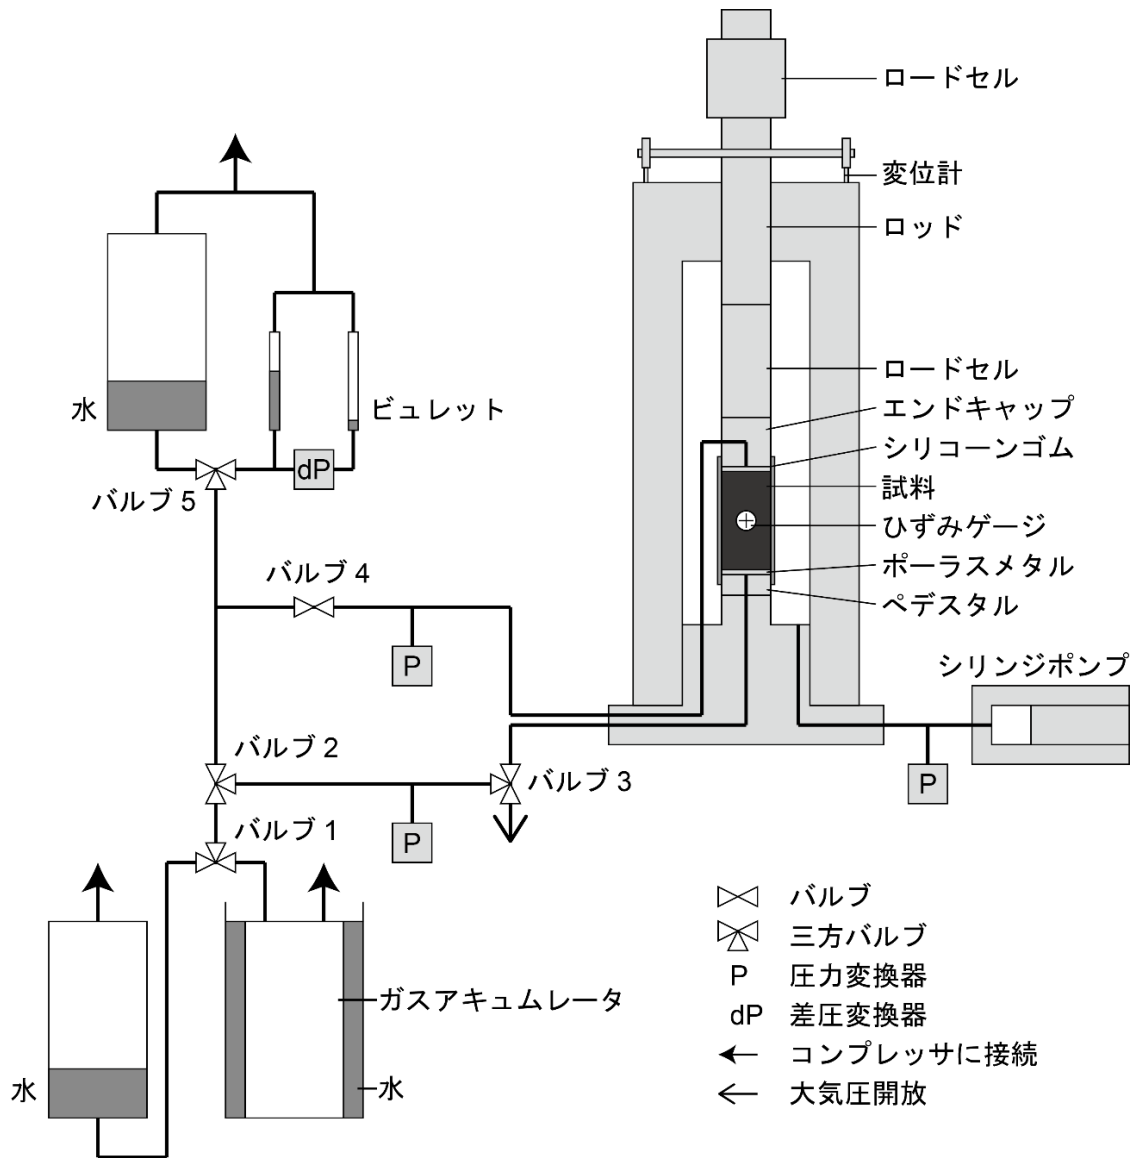 ロードセル
変位計
ロッド
ロードセル
エンドキャップ
シリコーンゴム
試料
ひずみゲージ
ポーラスメタル
ペデスタル
水
ビュレット
dP
バルブ 5
バルブ 4
P
シリンジポンプ
バルブ 2
バルブ 3
P
P
バルブ 1
水
ガスアキュムレータ
水
バルブ
三方バルブ
P 圧力変換器
dP 差圧変換器
コンプレッサに接続
大気圧開放